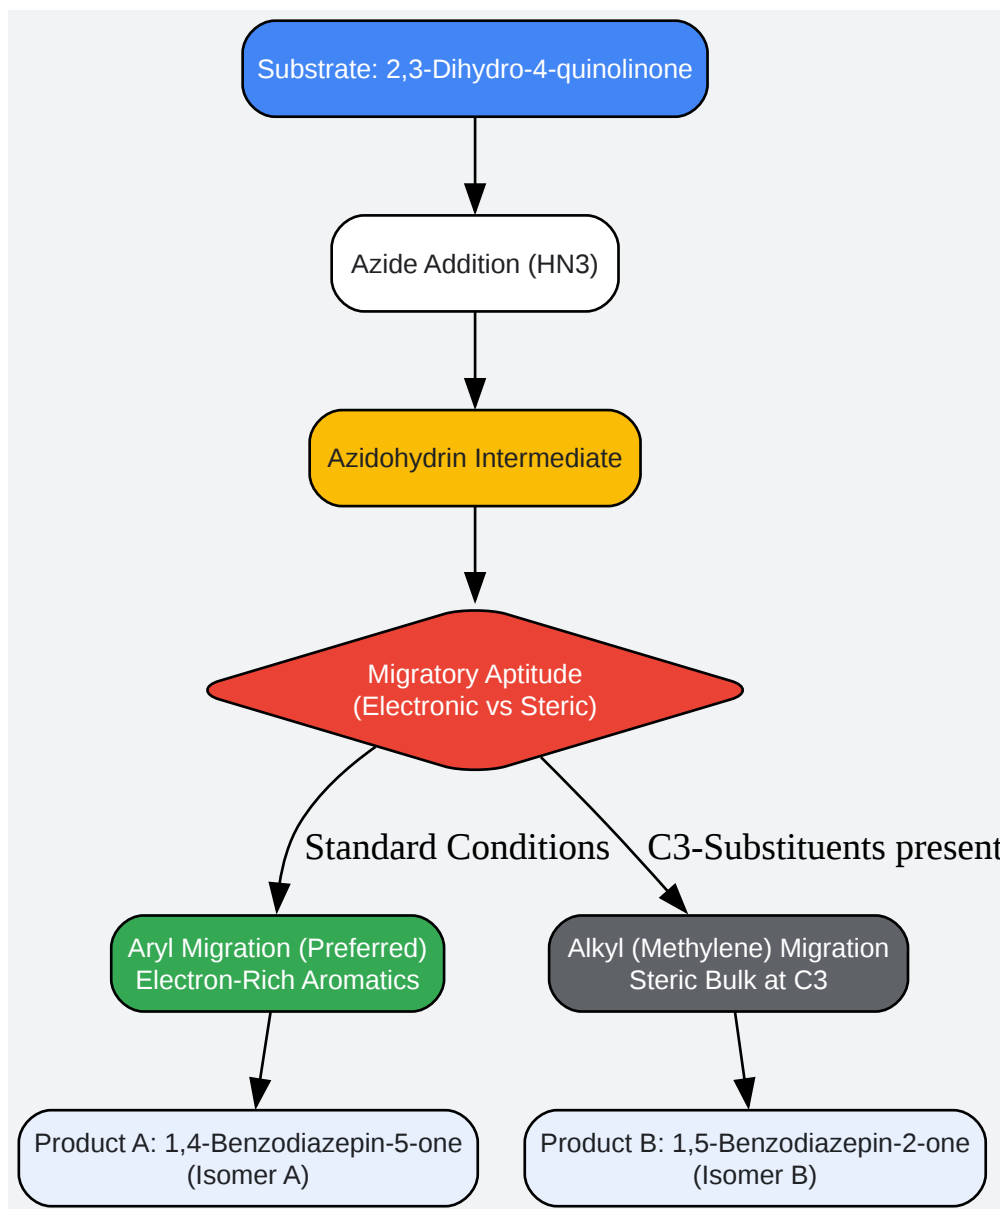 Substrate: 2,3-Dihydro-4-quinolinone
Azide Addition (HN3)
Azidohydrin Intermediate
Migratory Aptitude
(Electronic vs Steric)
Standard Conditions
C3-Substituents present
Aryl Migration (Preferred)
Electron-Rich Aromatics
Alkyl (Methylene) Migration
Steric Bulk at C3
Product A: 1,4-Benzodiazepin-5-one
(Isomer A)
Product B: 1,5-Benzodiazepin-2-one
(Isomer B)